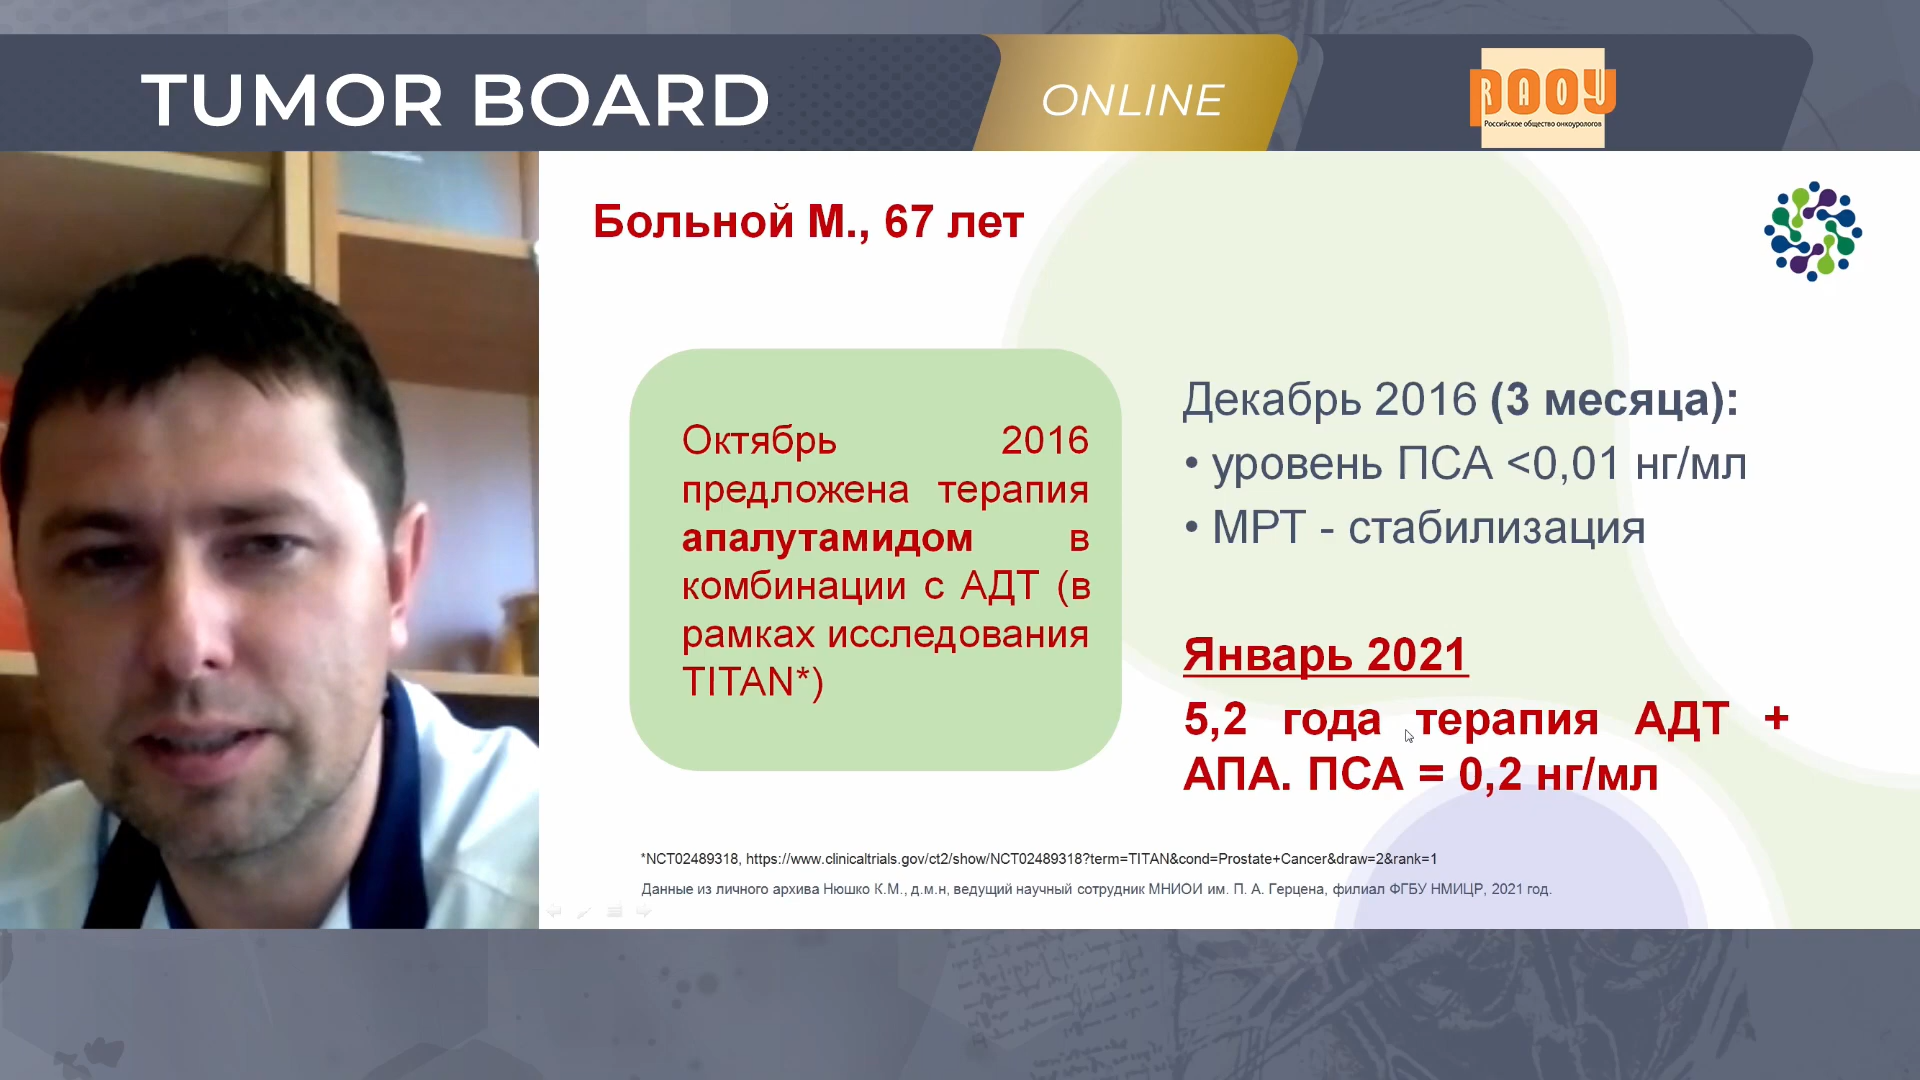 TUMOR BOARD
ONLINE
RAOU
Российское общество онкоурологов
Больной М., 67 лет
Октябрь 2016
предложена терапия
апалутамидом в
комбинации с АДТ (в
рамках исследования
TITAN*)
Декабрь 2016 (3 месяца):
• уровень ПСА <0,01 нг/мл
• МРТ - стабилизация
Январь 2021
5,2 года терапия АДТ +
АПА. ПСА = 0,2 нг/мл
*NCT02489318, https://www.clinicaltrials.gov/ct2/show/NCT02489318?term=TITAN&cond=Prostate+Cancer&draw=2&rank=1
Данные из личного архива Нюшко К.М., д.м.н, ведущий научный сотрудник МНИОИ им. П. А. Герцена, филиал ФГБУ НМИЦР, 2021 год.